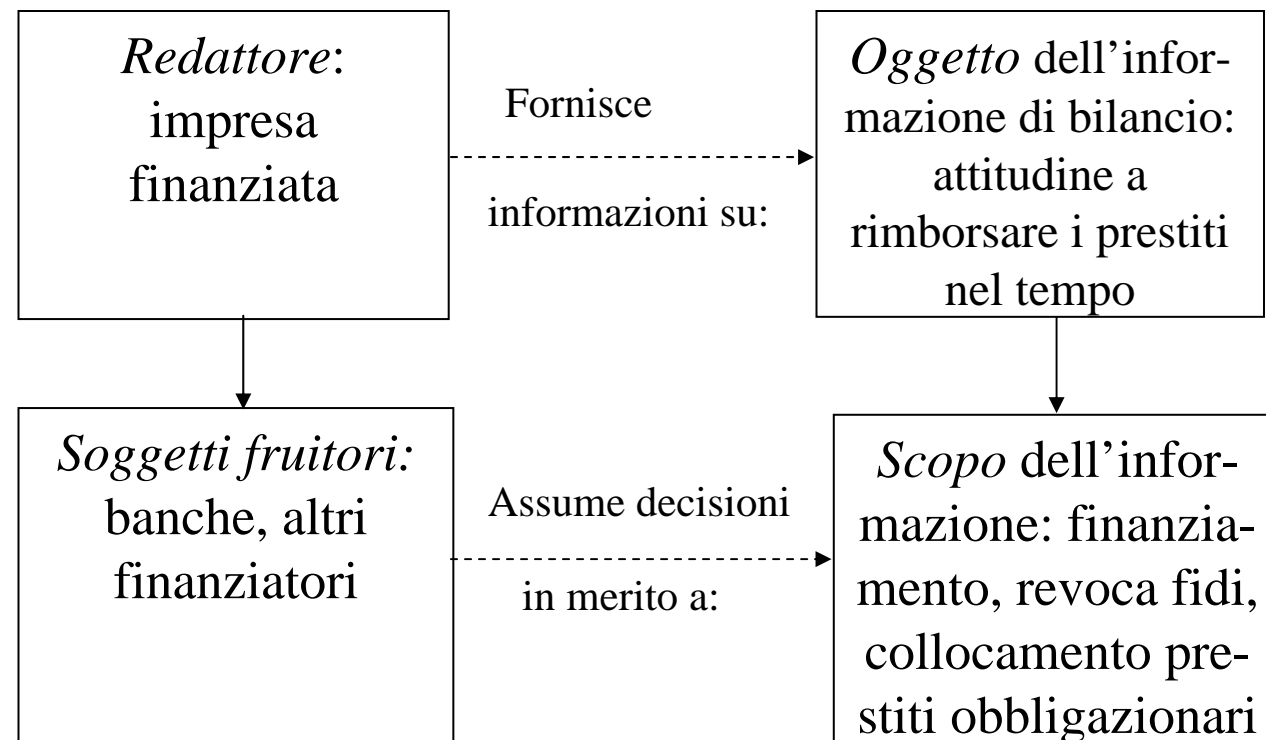 Redattore:
impresa
finanziata
Fornisce
informazioni su:
Oggetto dell’infor-
mazione di bilancio:
attitudine a
rimborsare i prestiti
nel tempo
Soggetti fruitori:
banche, altri
finanziatori
Assume decisioni
in merito a:
Scopo dell’infor-
mazione: finanzia-
mento, revoca fidi,
collocamento pre-
stiti obbligazionari